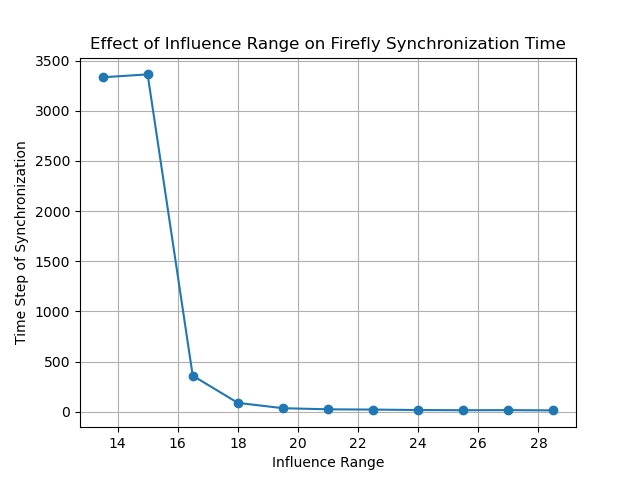 Effect of Influence Range on Firefly Synchronization Time
3500
3000
2500
2000
1500
1000
500
0
Time Step of Synchronization
14 16 18 20 22 24 26 28
Influence Range